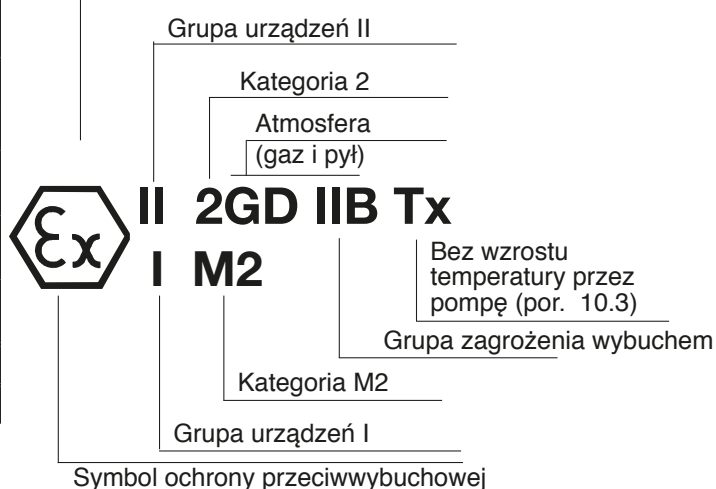 Grupa urządzeń II
Kategoria 2
Atmosfera
(gaz i pył)
Ex II 2GD IIB Tx
I M2
Bez wzrostu
temperatury przez
pompę (por. 10.3)
Grupa zagrożenia wybuchem
Kategoria M2
Grupa urządzeń I
Symbol ochrony przeciwwybuchowej